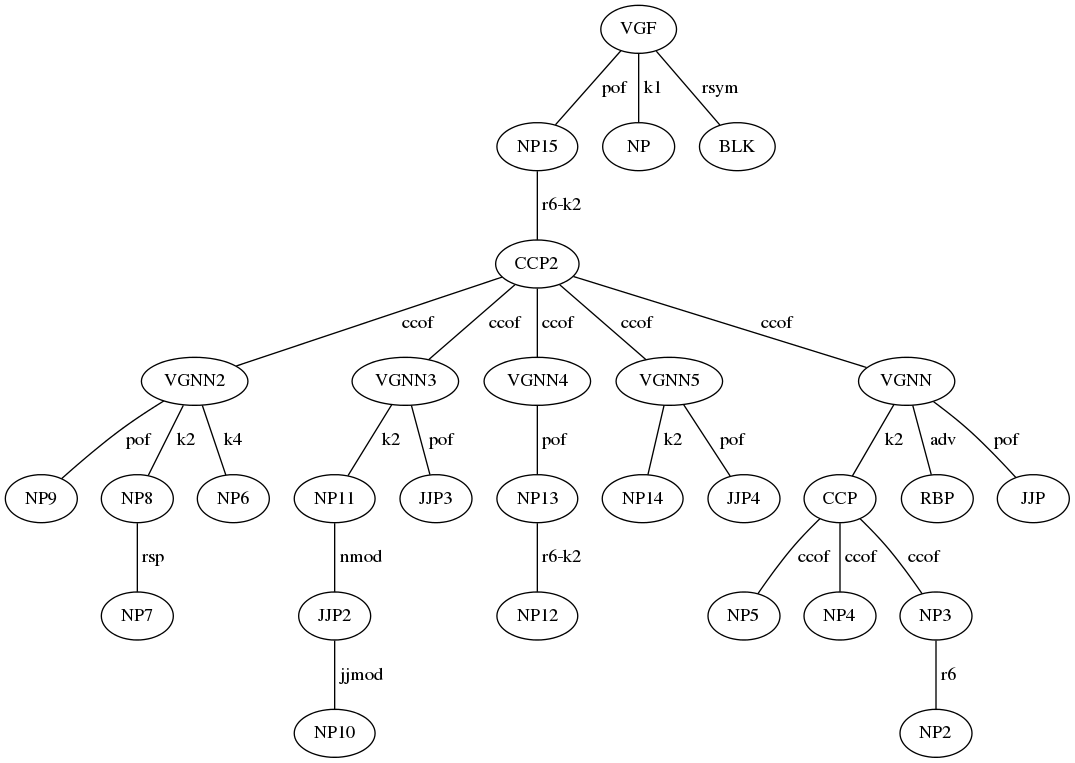 VGF
pof k1 rsym
NP15 NP BLK
r6-k2
CCP2
ccof ccof ccof ccof ccof
VGNN2 VGNN3 VGNN4 VGNN5 VGNN
pof k2 k4 k2 pof pof k2 pof k2 adv pof
NP9 NP8 NP6 NP11 JJP3 NP13 NP14 JJP4 CCP RBP JJP
rsp nmod r6-k2 ccof ccof ccof
NP7 JJP2 NP12 NP5 NP4 NP3
jjmod r6
NP10 NP2